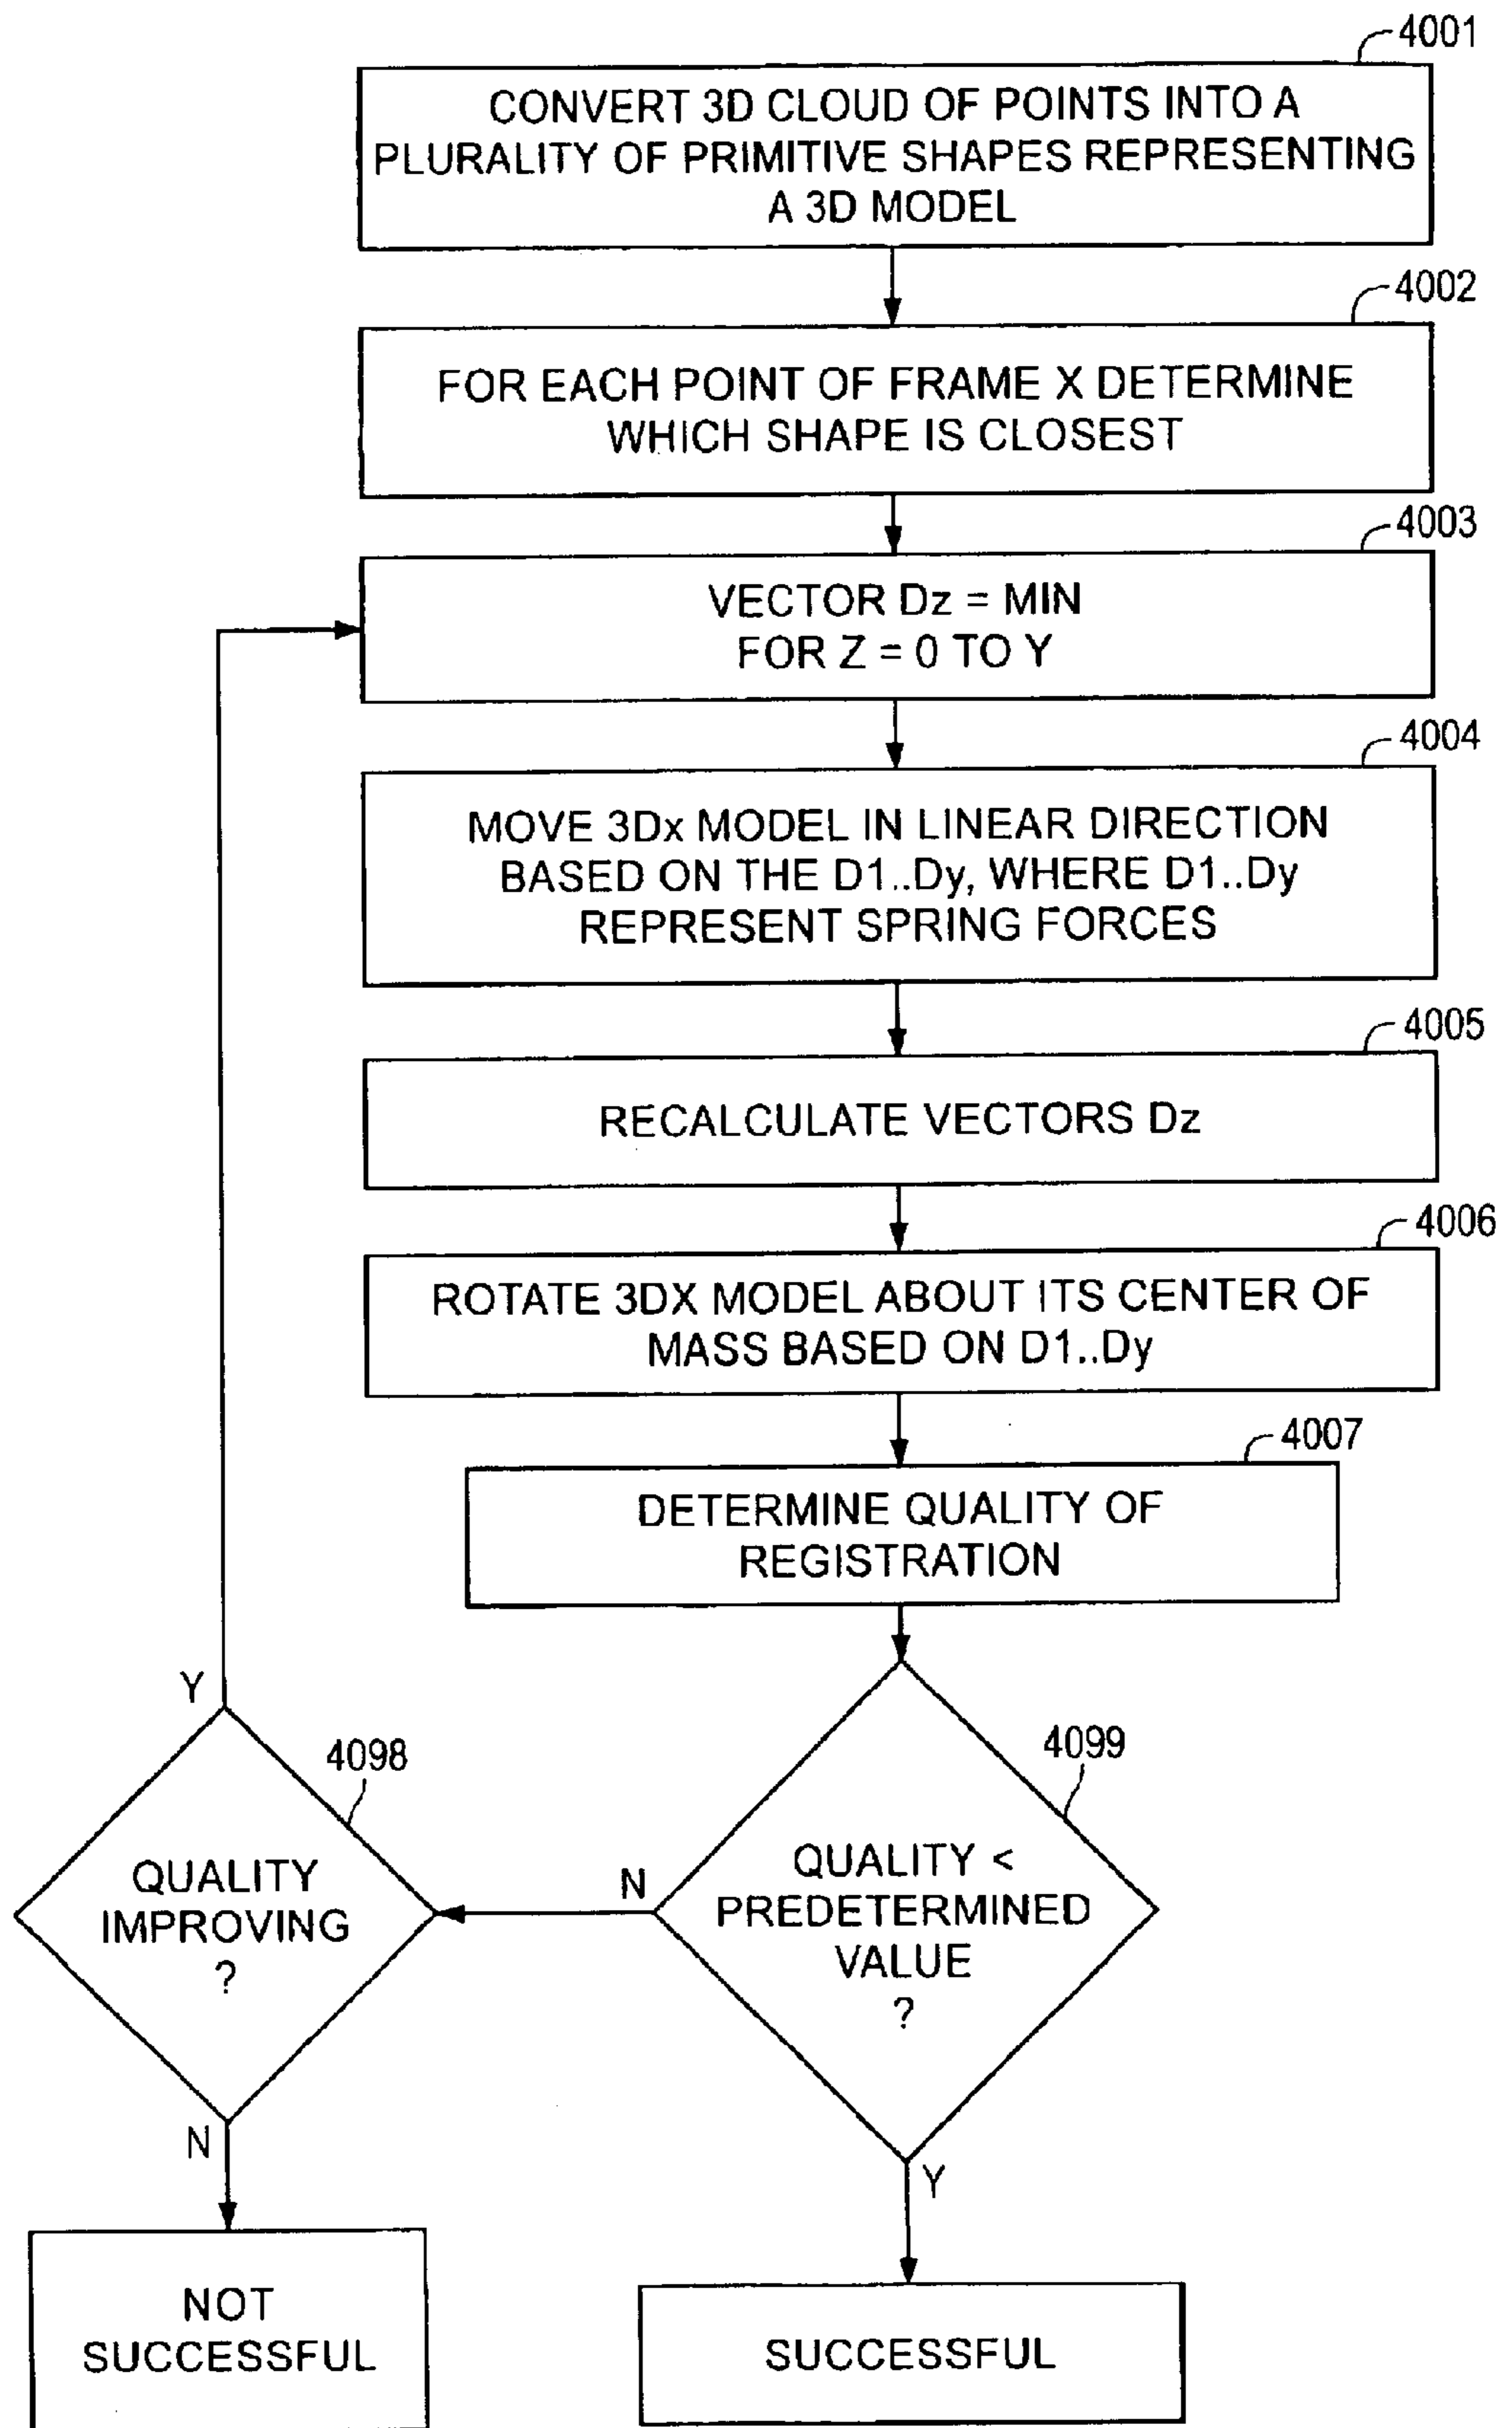 4001
CONVERT 3D CLOUD OF POINTS INTO A
PLURALITY OF PRIMITIVE SHAPES REPRESENTING
A 3D MODEL
4002
FOR EACH POINT OF FRAME X DETERMINE
WHICH SHAPE IS CLOSEST
4003
VECTOR Dz = MIN
FOR Z = 0 TO Y
4004
MOVE 3Dx MODEL IN LINEAR DIRECTION
BASED ON THE D1..Dy, WHERE D1..Dy
REPRESENT SPRING FORCES
4005
RECALCULATE VECTORS Dz
4006
ROTATE 3DX MODEL ABOUT ITS CENTER OF
MASS BASED ON D1..Dy
4007
DETERMINE QUALITY OF
REGISTRATION
4099
QUALITY <
PREDETERMINED
VALUE
?
N
Y
4098
QUALITY
IMPROVING
?
Y
N
NOT
SUCCESSFUL
SUCCESSFUL